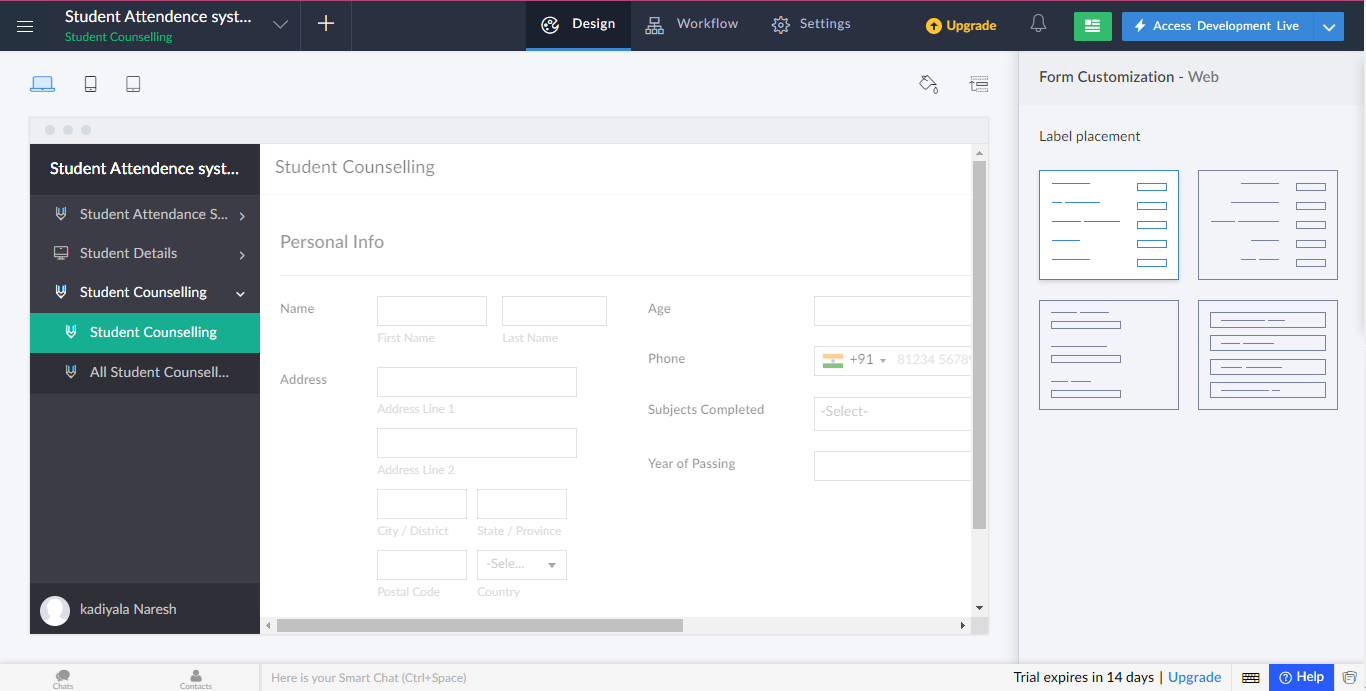 Student Attendence syst...
Student Counselling
Design
Workflow
Settings
Upgrade
Access Development Live
Form Customization - Web
Label placement
Student Attendence syst...
Student Attendance S...
Student Details
Student Counselling
Student Counselling
All Student Counsell...
kadiyala Naresh
Student Counselling
Personal Info
Name
First Name
Last Name
Address
Address Line 1
Address Line 2
City / District
State / Province
-Sele...
Postal Code
Country
Age
Phone
+91
81234 56789
Subjects Completed
-Select-
Year of Passing
Chats
Contacts
Here is your Smart Chat (Ctrl+Space)
Trial expires in 14 days | Upgrade
Help